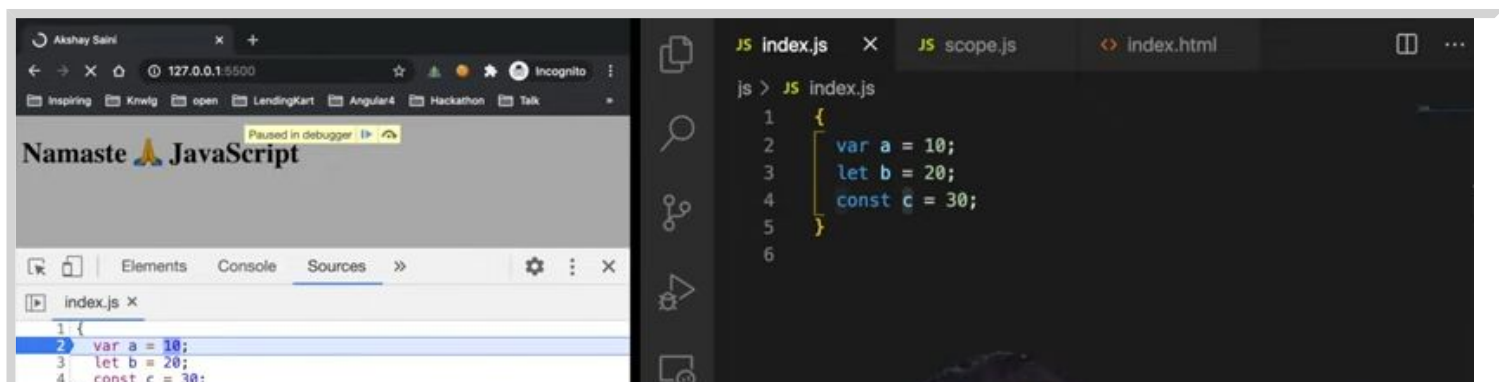 Akshay Saini
127.0.0.1:5500
Incognito
Inspiring Knwlg open LendingKart Angular4 Hackathon Talk
Paused in debugger
Namaste 🙏 JavaScript
Elements Console Sources »
index.js ×
1 {
2 var a = 10;
3 let b = 20;
4 const c = 30;
JS index.js × JS scope.js <> index.html ...
js > JS index.js
1 {
2 var a = 10;
3 let b = 20;
4 const c = 30;
5 }
6